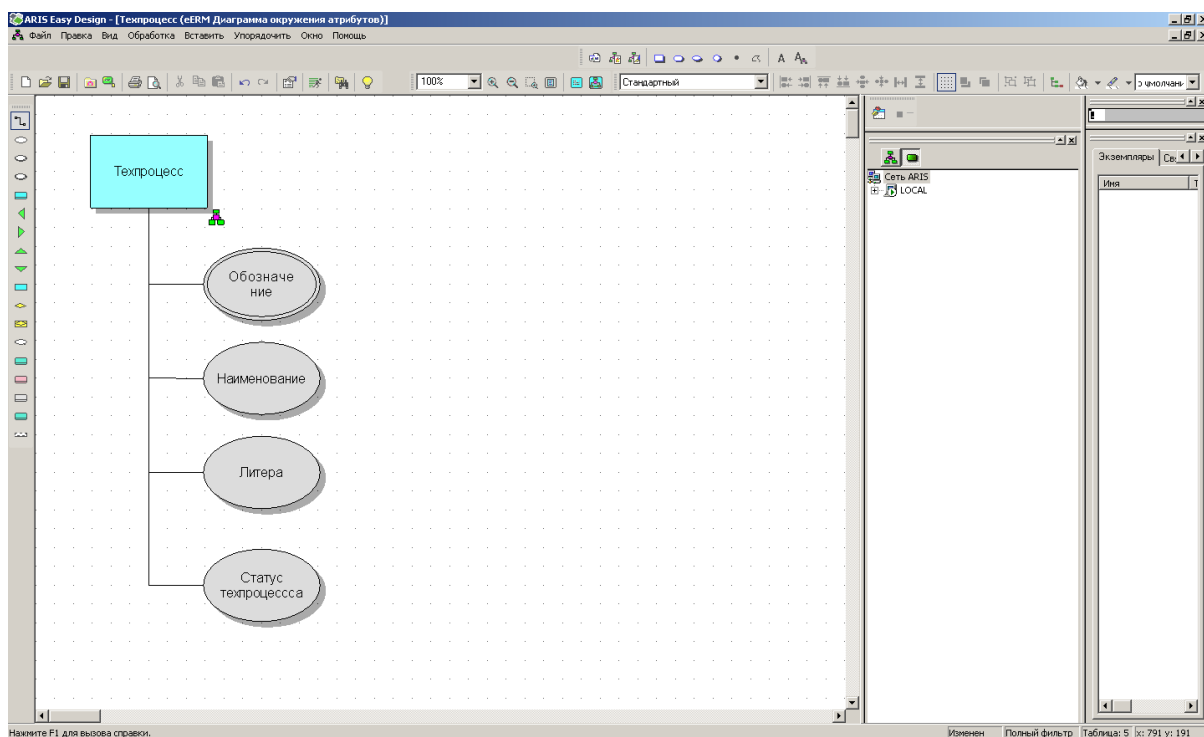 ARIS Easy Design - [Техпроцесс (eERM Диаграмма окружения атрибутов)]
Файл Правка Вид Обработка Вставить Упорядочить Окно Помощь
100%
Стандартный
Техпроцесс
Обозначе
ние
Наименование
Литера
Статус
техпроцессса
Сеть ARIS
LOCAL
Экземпляры
Имя
Нажмите F1 для вызова справки.
Изменен Полный фильтр Таблица: 5 x: 791 y: 191